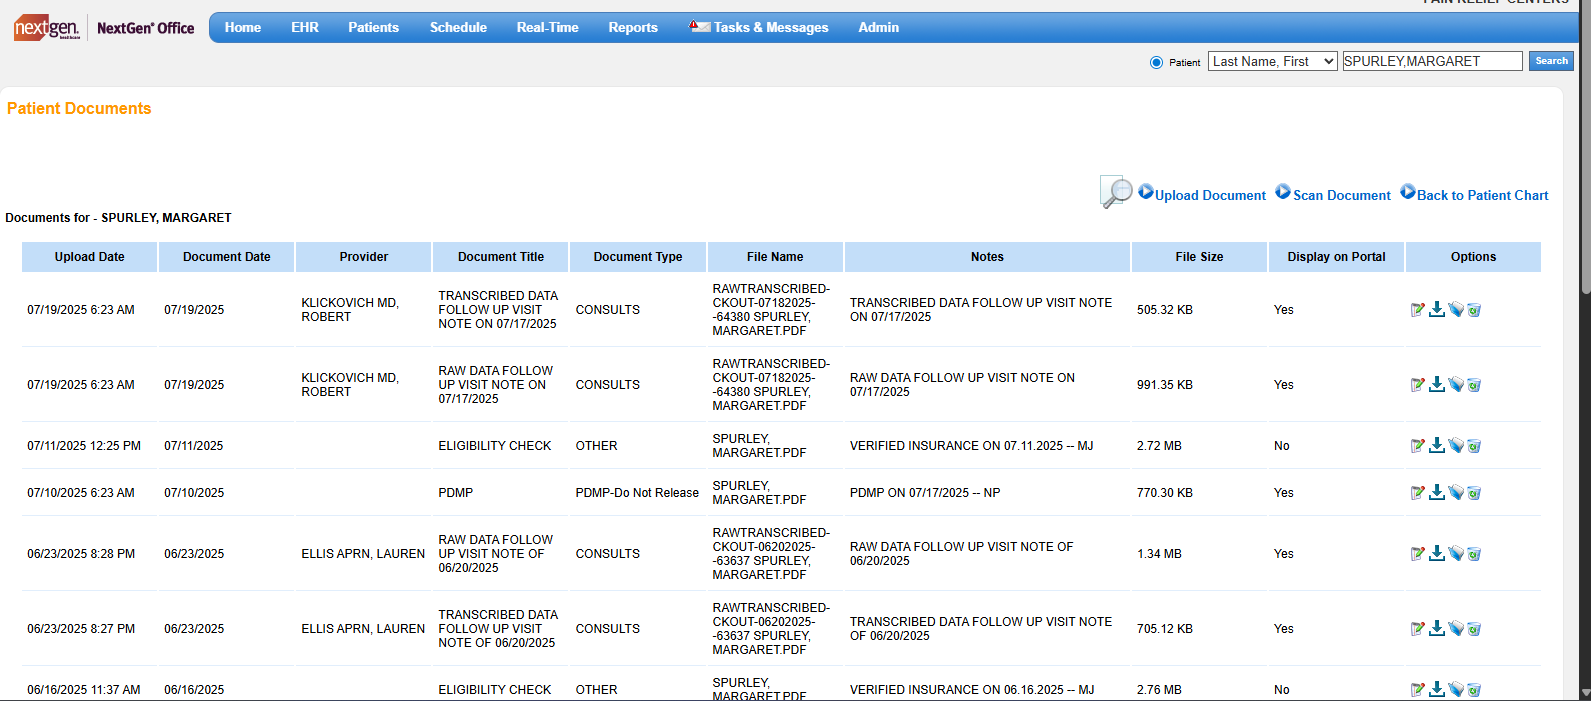 PAIN RELIEF CENTERS
nextgen.
healthcare
NextGen® Office
Home EHR Patients Schedule Real-Time Reports Tasks & Messages Admin
Patient Last Name, First SPURLEY,MARGARET Search
Patient Documents
Upload Document Scan Document Back to Patient Chart
Documents for - SPURLEY, MARGARET
Upload Date Document Date Provider Document Title Document Type File Name Notes File Size Display on Portal Options
07/19/2025 6:23 AM 07/19/2025 KLICKOVICH MD, ROBERT TRANSCRIBED DATA FOLLOW UP VISIT NOTE ON 07/17/2025 CONSULTS RAWTRANSCRIBED-CKOUT-07182025--64380 SPURLEY, MARGARET.PDF TRANSCRIBED DATA FOLLOW UP VISIT NOTE ON 07/17/2025 505.32 KB Yes
07/19/2025 6:23 AM 07/19/2025 KLICKOVICH MD, ROBERT RAW DATA FOLLOW UP VISIT NOTE ON 07/17/2025 CONSULTS RAWTRANSCRIBED-CKOUT-07182025--64380 SPURLEY, MARGARET.PDF RAW DATA FOLLOW UP VISIT NOTE ON 07/17/2025 991.35 KB Yes
07/11/2025 12:25 PM 07/11/2025 ELIGIBILITY CHECK OTHER SPURLEY, MARGARET.PDF VERIFIED INSURANCE ON 07.11.2025 -- MJ 2.72 MB No
07/10/2025 6:23 AM 07/10/2025 PDMP PDMP-Do Not Release SPURLEY, MARGARET.PDF PDMP ON 07/17/2025 -- NP 770.30 KB Yes
06/23/2025 8:28 PM 06/23/2025 ELLIS APRN, LAUREN RAW DATA FOLLOW UP VISIT NOTE OF 06/20/2025 CONSULTS RAWTRANSCRIBED-CKOUT-06202025--63637 SPURLEY, MARGARET.PDF RAW DATA FOLLOW UP VISIT NOTE OF 06/20/2025 1.34 MB Yes
06/23/2025 8:27 PM 06/23/2025 ELLIS APRN, LAUREN TRANSCRIBED DATA FOLLOW UP VISIT NOTE OF 06/20/2025 CONSULTS RAWTRANSCRIBED-CKOUT-06202025--63637 SPURLEY, MARGARET.PDF TRANSCRIBED DATA FOLLOW UP VISIT NOTE OF 06/20/2025 705.12 KB Yes
06/16/2025 11:37 AM 06/16/2025 ELIGIBILITY CHECK OTHER SPURLEY, MARGARET.PDF VERIFIED INSURANCE ON 06.16.2025 -- MJ 2.76 MB No